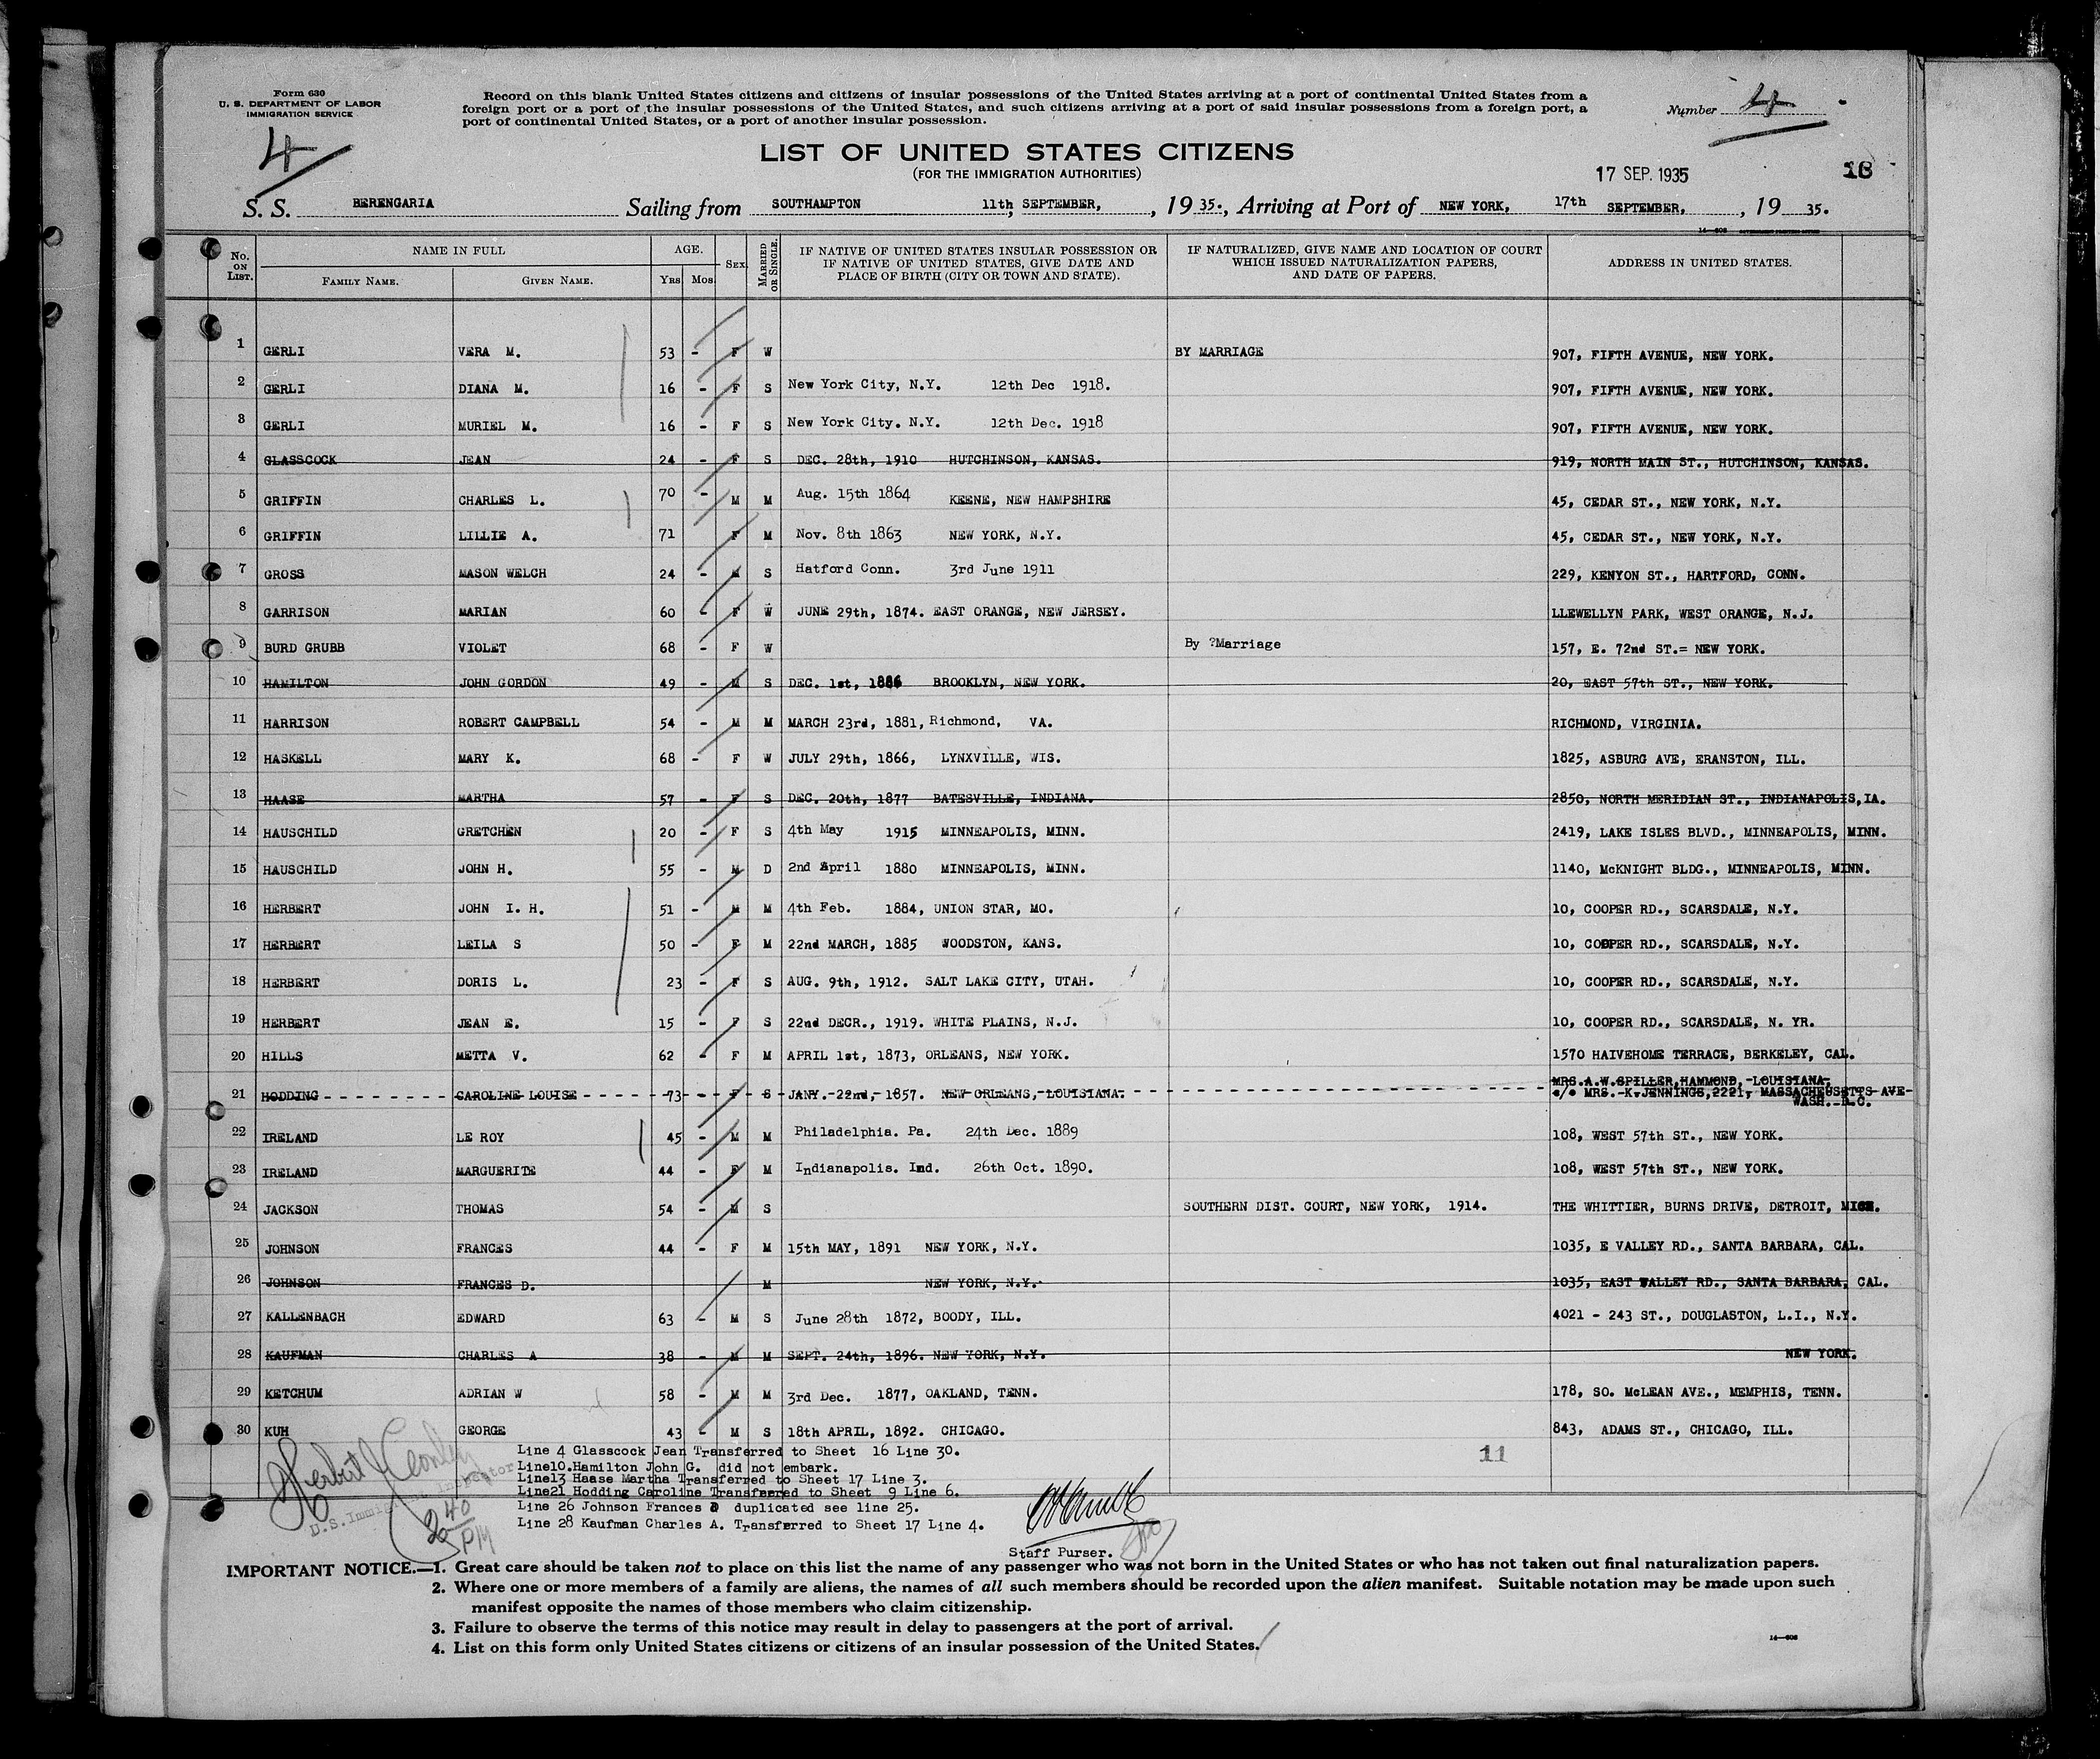 Form 630
U. S. DEPARTMENT OF LABOR
IMMIGRATION SERVICE
4
Record on this blank United States citizens and citizens of insular possessions of the United States arriving at a port of continental United States from a
foreign port or a port of the insular possessions of the United States, and such citizens arriving at a port of said insular possessions from a foreign port, a
port of continental United States, or a port of another insular possession.
Number 4
LIST OF UNITED STATES CITIZENS
(FOR THE IMMIGRATION AUTHORITIES)
17 SEP. 1935
18
S. S. BERENGARIA Sailing from SOUTHAMPTON 11th, SEPTEMBER, , 19 35., Arriving at Port of NEW YORK, 17th SEPTEMBER, , 19 35.
No. ON LIST. NAME IN FULL FAMILY NAME. GIVEN NAME. AGE. YRS. MOS. SEX MARRIED OR SINGLE. IF NATIVE OF UNITED STATES INSULAR POSSESSION OR IF NATIVE OF UNITED STATES, GIVE DATE AND PLACE OF BIRTH (CITY OR TOWN AND STATE). IF NATURALIZED, GIVE NAME AND LOCATION OF COURT WHICH ISSUED NATURALIZATION PAPERS, AND DATE OF PAPERS. ADDRESS IN UNITED STATES.
1 GERLI VERA M. 53 - F W BY MARRIAGE 907, FIFTH AVENUE, NEW YORK.
2 GERLI DIANA M. 16 - F S New York City, N.Y. 12th Dec 1918. 907, FIFTH AVENUE, NEW YORK.
3 GERLI MURIEL M. 16 - F S New York City. N.Y. 12th Dec. 1918 907, FIFTH AVENUE, NEW YORK.
4 GLASSCOCK JEAN 24 - F S DEC. 28th, 1910 HUTCHINSON, KANSAS. 919, NORTH MAIN ST., HUTCHINSON, KANSAS.
5 GRIFFIN CHARLES L. 70 - M M Aug. 15th 1864 KEENE, NEW HAMPSHIRE 45, CEDAR ST., NEW YORK, N.Y.
6 GRIFFIN LILLIE A. 71 F M Nov. 8th 1863 NEW YORK, N.Y. 45, CEDAR ST., NEW YORK, N.Y.
7 GROSS MASON WELCH 24 - M S Hatford Conn. 3rd June 1911 229, KENYON ST., HARTFORD, CONN.
8 GARRISON MARIAN 60 - F W JUNE 29th, 1874. EAST ORANGE, NEW JERSEY. LLEWELLYN PARK, WEST ORANGE, N.J.
9 BURD GRUBB VIOLET 68 - F W By ?Marriage 157, E. 72nd ST.= NEW YORK.
10 HAMILTON JOHN GORDON 49 - M S DEC. 1st, 1886 BROOKLYN, NEW YORK. 20, EAST 57th ST., NEW YORK.
11 HARRISON ROBERT CAMPBELL 54 - M M MARCH 23rd, 1881, Richmond, VA. RICHMOND, VIRGINIA.
12 HASKELL MARY K. 68 - F W JULY 29th, 1866, LYNXVILLE, WIS. 1825, ASBURG AVE, ERANSTON, ILL.
13 HAASE MARTHA 57 - F S DEC. 20th, 1877 BATESVILLE, INDIANA. 2850, NORTH MERIDIAN ST., INDIANAPOLIS, IA.
14 HAUSCHILD GRETCHEN 20 - F S 4th May 1915 MINNEAPOLIS, MINN. 2419, LAKE ISLES BLVD., MINNEAPOLIS, MINN.
15 HAUSCHILD JOHN H. 55 - M D 2nd April 1880 MINNEAPOLIS, MINN. 1140, McKNIGHT BLDG., MINNEAPOLIS, MINN.
16 HERBERT JOHN I. H. 51 - M M 4th Feb. 1884, UNION STAR, MO. 10, COOPER RD., SCARSDALE, N.Y.
17 HERBERT LEILA S 50 - F M 22nd MARCH, 1885 WOODSTON, KANS. 10, COOPER RD., SCARSDALE, N.Y.
18 HERBERT DORIS L. 23 - F S AUG. 9th, 1912. SALT LAKE CITY, UTAH. 10, COOPER RD., SCARSDALE, N.Y.
19 HERBERT JEAN E. 15 - F S 22nd DECR., 1919. WHITE PLAINS, N.J. 10, COOPER RD., SCARSDALE, N. YR.
20 HILLS METTA V. 62 - F M APRIL 1st, 1873, ORLEANS, NEW YORK. 1570 HAIVEHOME TERRACE, BERKELEY, CAL.
21 HODDING CAROLINE LOUISE 73 - F S JANY. 22nd, 1857. NEW ORLEANS, LOUISIANA. MRS. A.W. SPILLER, HAMMOND, LOUISIANA,
c/o MRS. K. JENNINGS, 2221, MASSACHEUSETTS AVE
WASH. D.C.
22 IRELAND LE ROY 45 - M M Philadelphia. Pa. 24th Dec. 1889 108, WEST 57th ST., NEW YORK.
23 IRELAND MARGUERITE 44 - F M Indianapolis. Ind. 26th Oct. 1890. 108, WEST 57th ST., NEW YORK.
24 JACKSON THOMAS 54 - M S SOUTHERN DIST. COURT, NEW YORK, 1914. THE WHITTIER, BURNS DRIVE, DETROIT, MICH.
25 JOHNSON FRANCES 44 - F M 15th MAY, 1891 NEW YORK, N.Y. 1035, E VALLEY RD., SANTA BARBARA, CAL.
26 JOHNSON FRANCES D. M NEW YORK, N.Y. 1035, EAST VALLEY RD., SANTA BARBARA, CAL.
27 KALLENBACH EDWARD 63 - M S June 28th 1872, BOODY, ILL. 4021 - 243 ST., DOUGLASTON, L.I., N.Y.
28 KAUFMAN CHARLES A 38 - M M SEPT. 24th, 1896. NEW YORK, N.Y. NEW YORK.
29 KETCHUM ADRIAN W 58 - M M 3rd Dec. 1877, OAKLAND, TENN. 178, SO. McLEAN AVE., MEMPHIS, TENN.
30 KUH GEORGE 43 - M S 18th APRIL, 1892. CHICAGO. 843, ADAMS ST., CHICAGO, ILL.
Line 4 Glasscock Jean Transferred to Sheet 16 Line 30.
Line10.Hamilton John G. did not embark.
11
Line13 Haase Martha Transferred to Sheet 17 Line 3.
Line21 Hodding Caroline Transferred to Sheet 9 Line 6.
Line 26 Johnson Frances D duplicated see line 25.
Line 28 Kaufman Charles A. Transferred to Sheet 17 Line 4.
U.S. Immigrant Inspector
2 40 PM
Staff Purser.
IMPORTANT NOTICE.—1. Great care should be taken not to place on this list the name of any passenger who was not born in the United States or who has not taken out final naturalization papers.
2. Where one or more members of a family are aliens, the names of all such members should be recorded upon the alien manifest. Suitable notation may be made upon such
manifest opposite the names of those members who claim citizenship.
3. Failure to observe the terms of this notice may result in delay to passengers at the port of arrival.
4. List on this form only United States citizens or citizens of an insular possession of the United States.